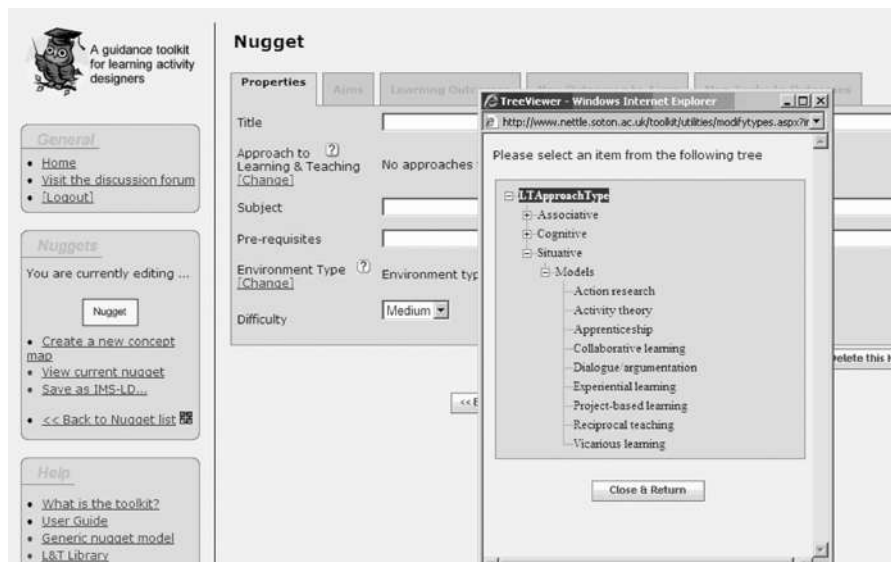 A guidance toolkit
for learning activity
designers
General
Home
Visit the discussion forum
[Logout]
Nuggets
You are currently editing ...
Nugget
Create a new concept
map
View current nugget
Save as IMS-LD...
<< Back to Nugget list
Help
What is the toolkit?
User Guide
Generic nugget model
L&T Library
Nugget
Properties
Aims
Learning
Title
Approach to
Learning & Teaching
[Change]
No approaches
Subject
Pre-requisites
Environment Type
[Change]
Environment
Difficulty
Medium
TreeViewer - Windows Internet Explorer
http://www.nettle.soton.ac.uk/toolkit/utilities/modifytypes.aspx?
Please select an item from the following tree
LTApproachType
Associative
Cognitive
Situative
Models
Action research
Activity theory
Apprenticeship
Collaborative learning
Dialogue/argumentation
Experiential learning
Project-based learning
Reciprocal teaching
Vicarious learning
Close & Return
this